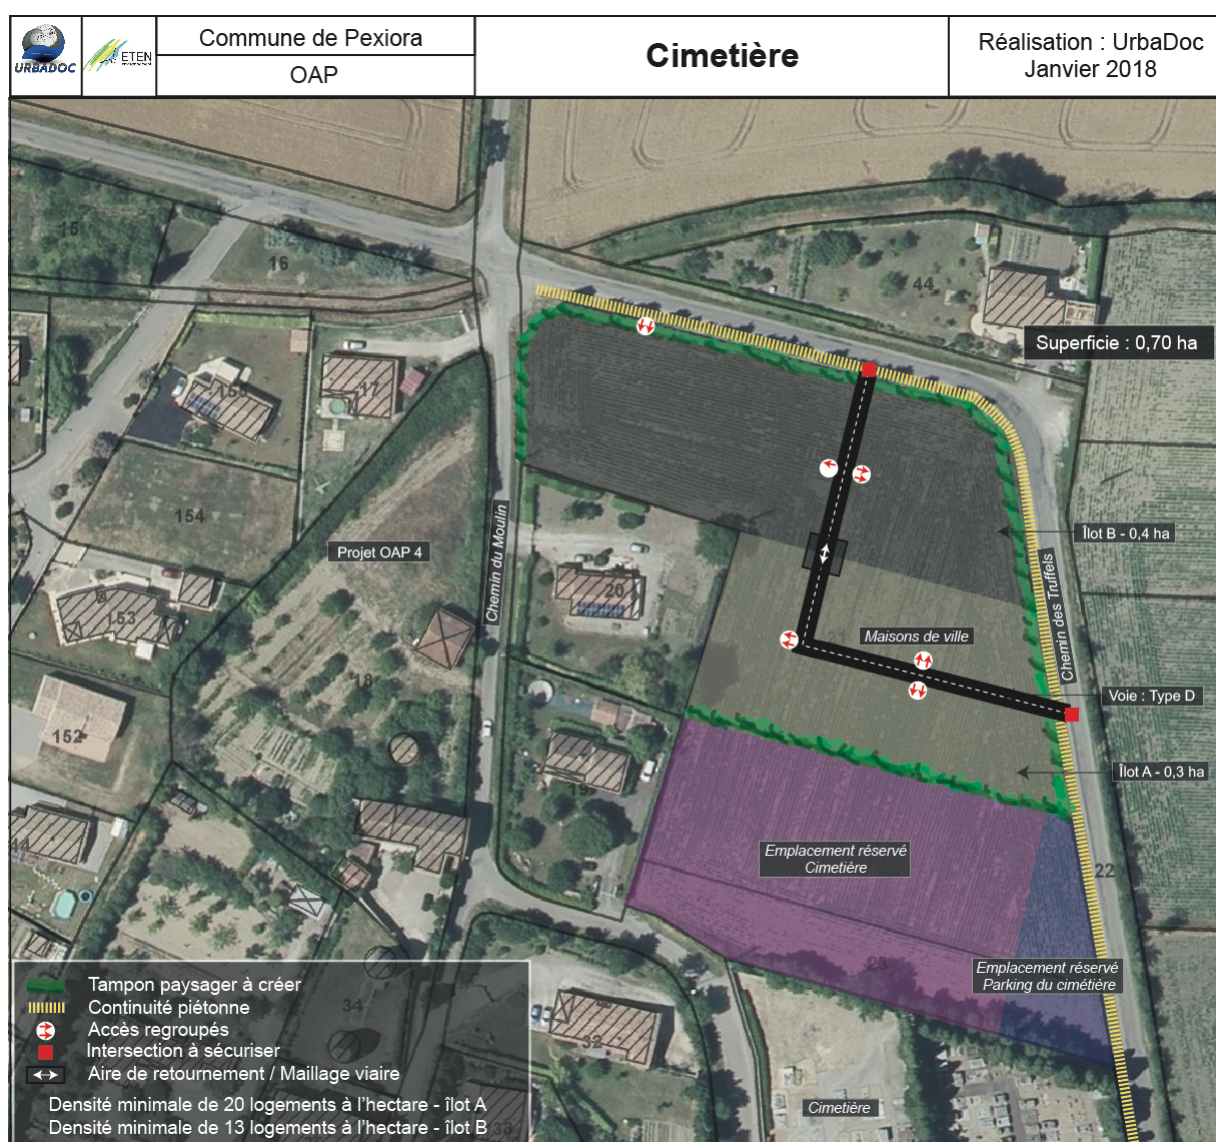 URBADOC
ETEN
environnement
Commune de Pexiora
OAP
Cimetière
Réalisation : UrbaDoc
Janvier 2018
15
16
44
Superficie : 0,70 ha
155
17
154
Chemin du Moulin
Îlot B - 0,4 ha
Projet OAP 4
20
153
Chemin des Truffels
Maisons de ville
18
Voie : Type D
152
Îlot A - 0,3 ha
19
44
Emplacement réservé
Cimetière
22
23
Emplacement réservé
Parking du cimetière
Tampon paysager à créer
Continuité piétonne
Accès regroupés
Intersection à sécuriser
Aire de retournement / Maillage viaire
Densité minimale de 20 logements à l'hectare - îlot A
Densité minimale de 13 logements à l'hectare - îlot B
34
32
Cimetière